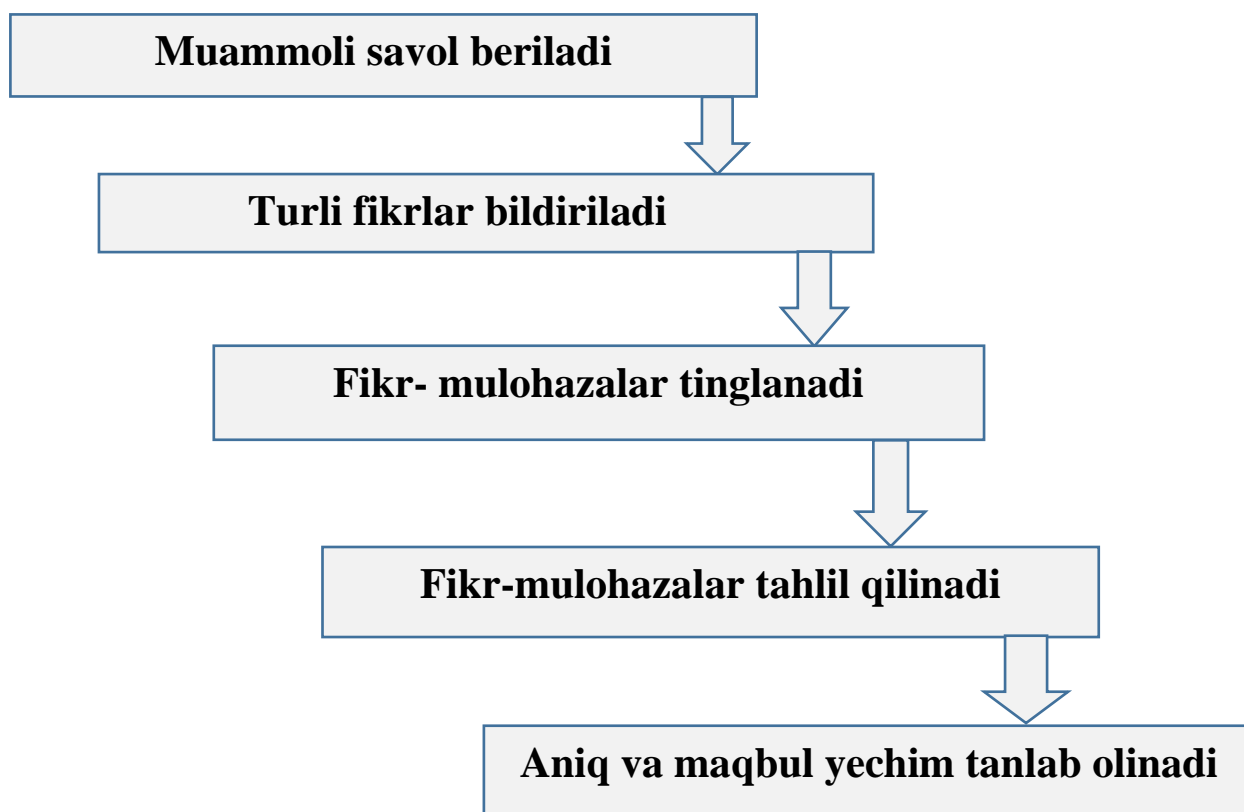 Muammoli savol beriladi
Turli fikrlar bildiriladi
Fikr- mulohazalar tinglanadi
Fikr-mulohazalar tahlil qilinadi
Aniq va maqbul yechim tanlab olinadi